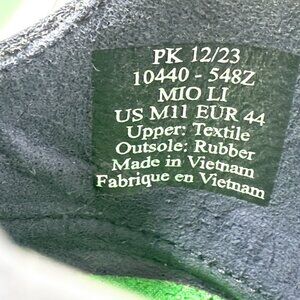 PK 12/23
10440 - 548Z
MIO LI
US M11 EUR 44
Upper: Textile
Outsole: Rubber
Made in Vietnam
Fabrique en Vietnam